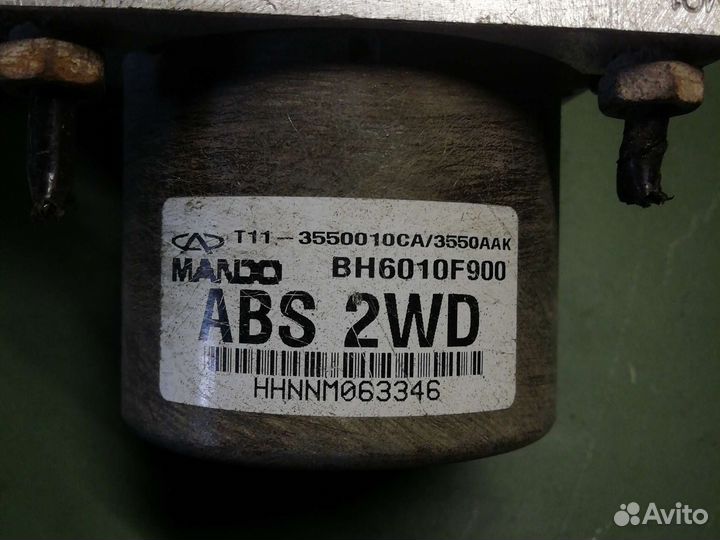 T11-3550010CA/3550AAK
MANDO BH6010F900
ABS 2WD
HHNNM063346
Avito